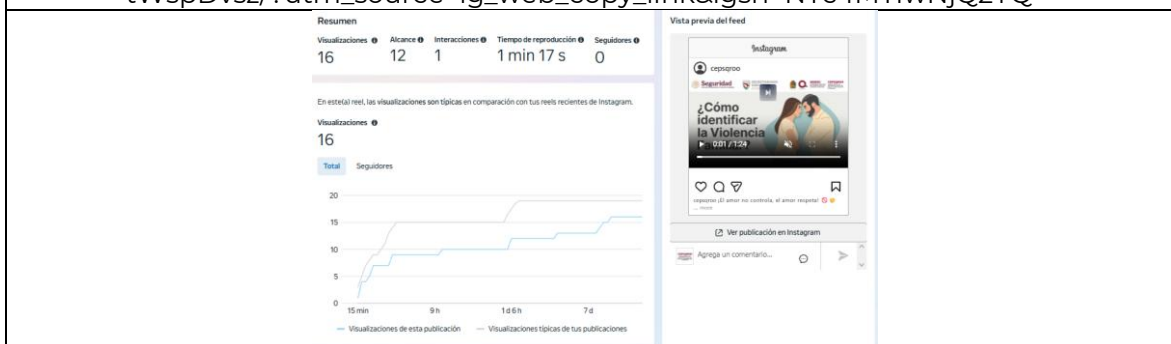 Resumen
Visualizaciones Alcance Interacciones Tiempo de reproducción Seguidores
16 12 1 1 min 17 s 0
En este(a) reel, las visualizaciones son típicas en comparación con tus reels recientes de Instagram.
Visualizaciones
16
Total Seguidores
20
15
10
5
0
15 min 9 h 1 d 6 h 7 d
Visualizaciones de esta publicación Visualizaciones típicas de tus publicaciones
Vista previa del feed
Instagram
cepsqroo
Seguridad
¿Cómo
identificar
la Violencia
0:01 / 1:24
cepsqroo ¡El amor no controla, el amor respeta!
... more
Ver publicación en Instagram
Agrega un comentario...